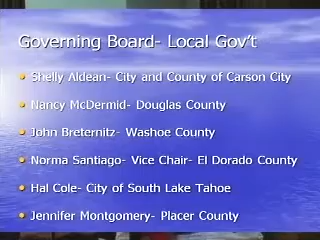 Governing Board- Local Gov't
Shelly Aldean- City and County of Carson City
Nancy McDermid- Douglas County
John Breternitz- Washoe County
Norma Santiago- Vice Chair- El Dorado County
Hal Cole- City of South Lake Tahoe
Jennifer Montgomery- Placer County